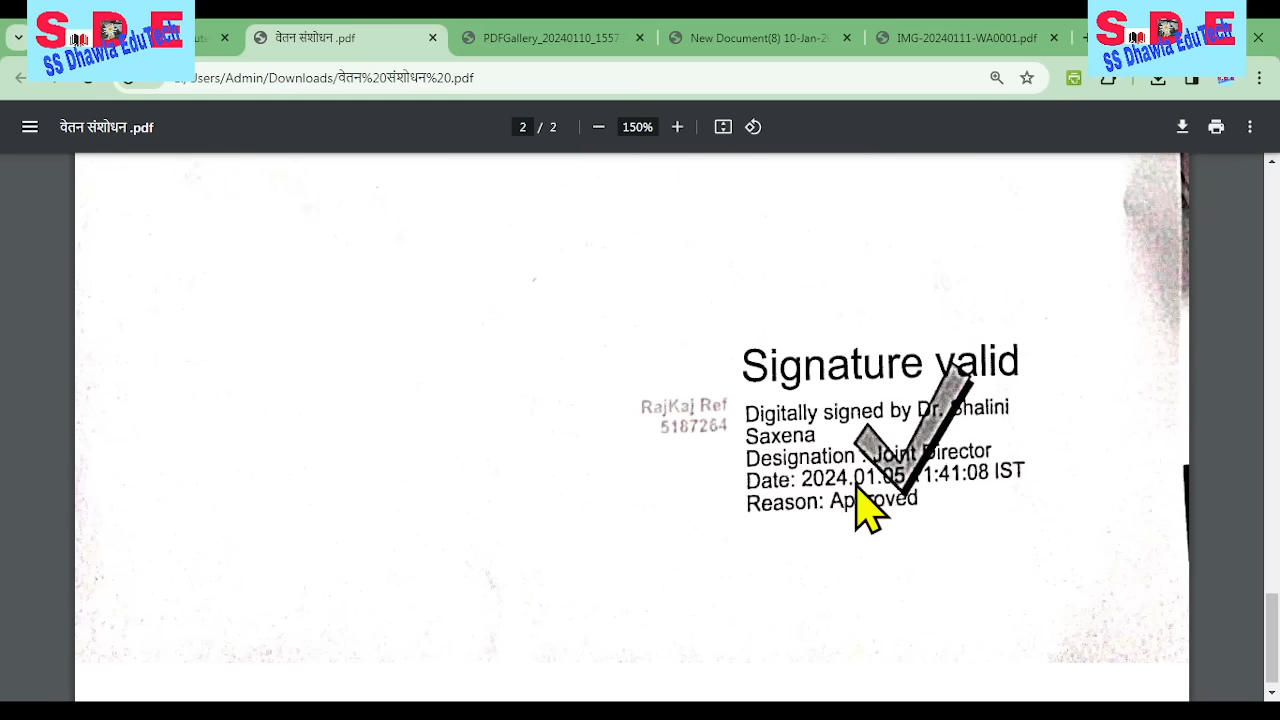 S D E
SS Dhawla EduTech
वेतन संशोधन .pdf
PDFGallery_20240110_1557
New Document(8) 10-Jan-2
IMG-20240111-WA0001.pdf
S D E
SS Dhawla EduTech
/Users/Admin/Downloads/वेतन%20संशोधन%20.pdf
वेतन संशोधन .pdf
2 / 2
150%
Signature valid
RajKaj Ref
5187264
Digitally signed by Dr. Shalini
Saxena
Designation : Joint Director
Date: 2024.01.05 11:41:08 IST
Reason: Approved